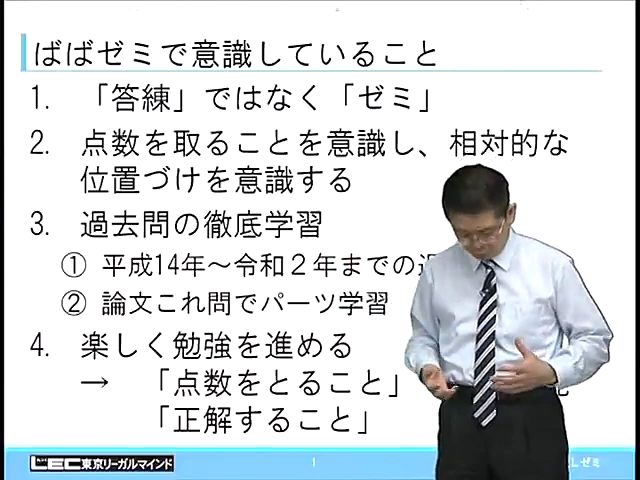 ばばゼミで意識していること
1. 「答練」ではなく「ゼミ」
2. 点数を取ることを意識し、相対的な
位置づけを意識する
3. 過去問の徹底学習
① 平成14年～令和２年までの過
② 論文これ問でパーツ学習
4. 楽しく勉強を進める
→ 「点数をとること」
「正解すること」
LEC東京リーガルマインド
1
ゼミ